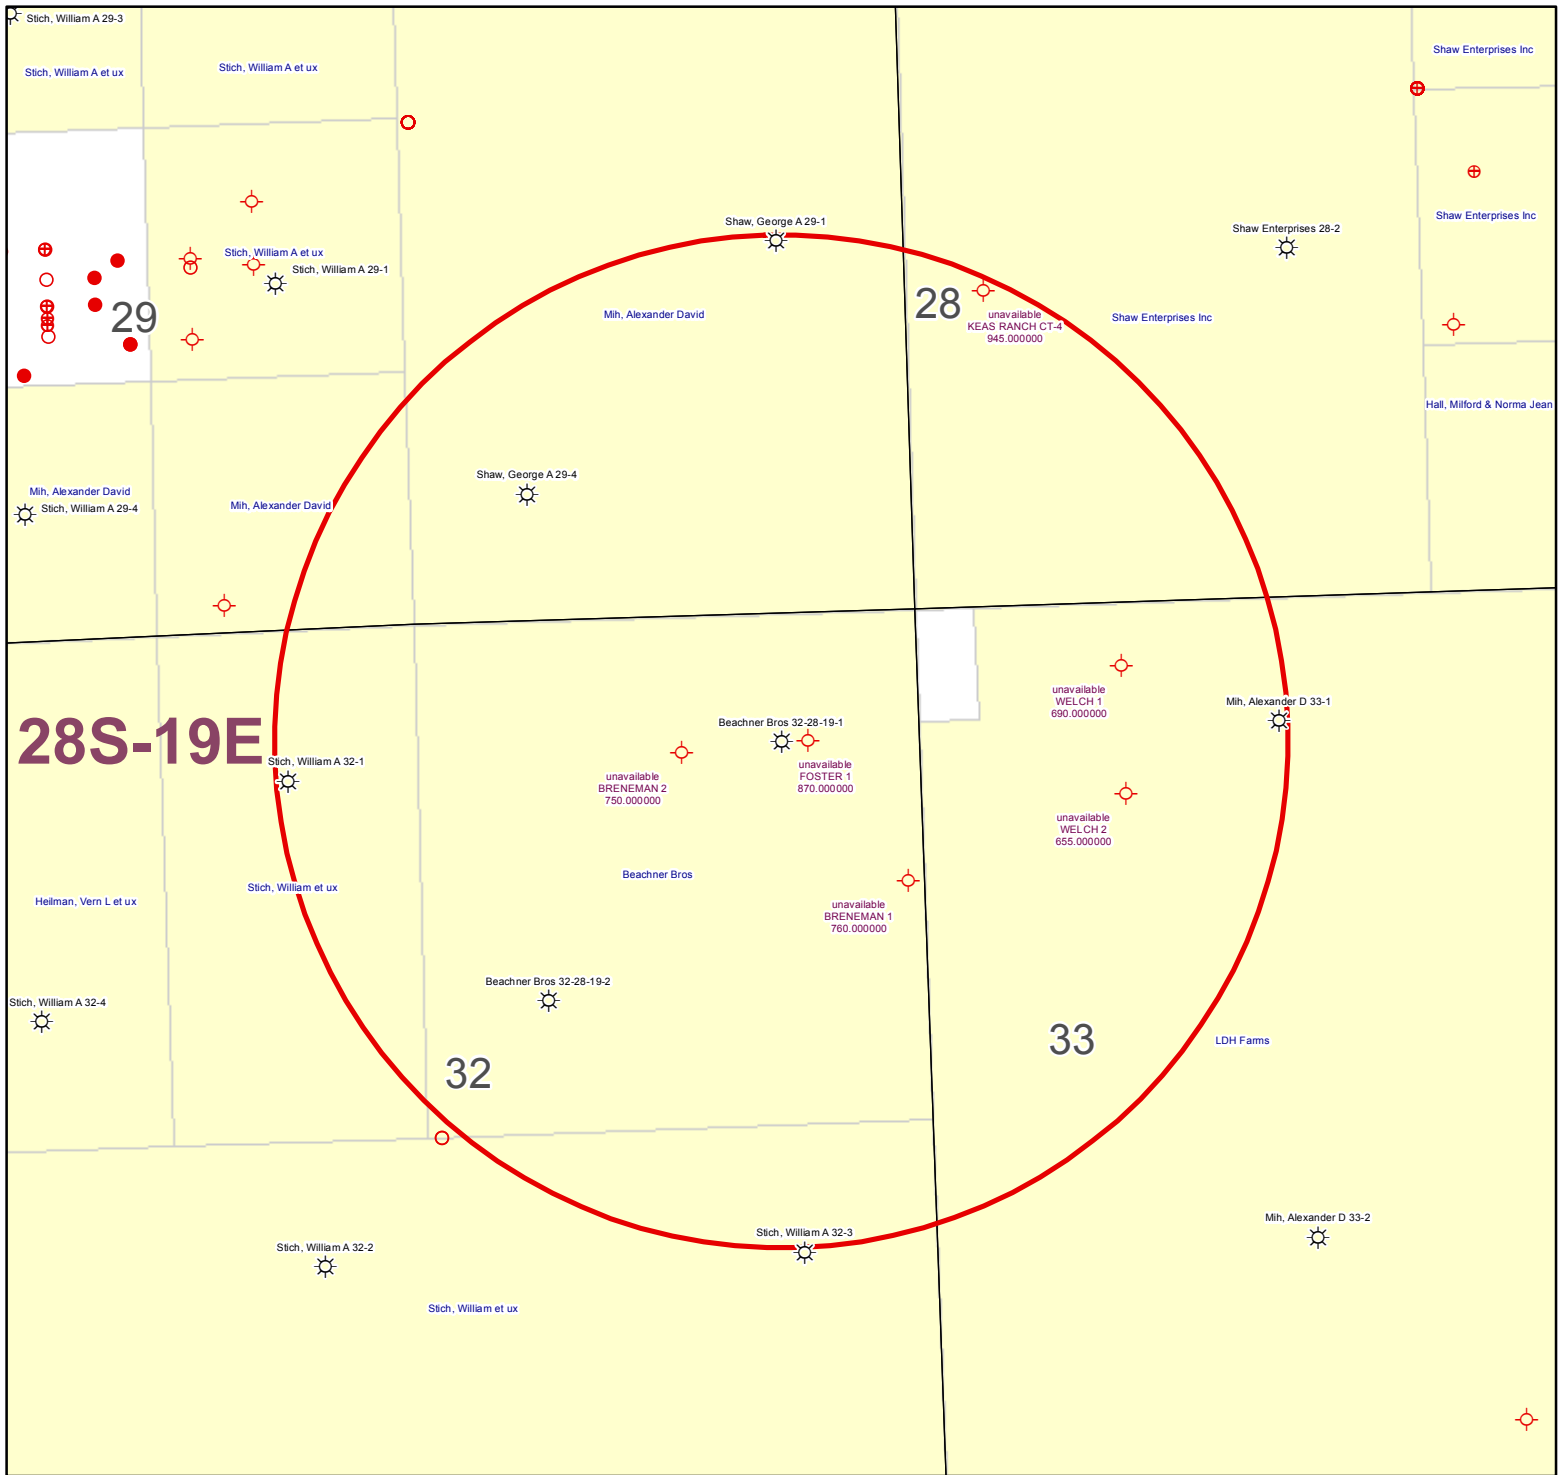 Stich, William A 29-3
Shaw Enterprises Inc
Stich, William A et ux
Stich, William A et ux
Shaw Enterprises Inc
Shaw, George A 29-1
Shaw Enterprises 28-2
Stich, William A et ux
Stich, William A 29-1
29
28
Mih, Alexander David
unavailable
KEAS RANCH CT-4
945.000000
Shaw Enterprises Inc
Hall, Milford & Norma Jean
Shaw, George A 29-4
Mih, Alexander David
Stich, William A 29-4
Mih, Alexander David
unavailable
WELCH 1
690.000000
Mih, Alexander D 33-1
28S-19E
Beachner Bros 32-28-19-1
Stich, William A 32-1
unavailable
BRENEMAN 2
750.000000
unavailable
FOSTER 1
870.000000
unavailable
WELCH 2
655.000000
Beachner Bros
Stich, William et ux
Heilman, Vern L et ux
unavailable
BRENEMAN 1
760.000000
Beachner Bros 32-28-19-2
Stich, William A 32-4
33
LDH Farms
32
Mih, Alexander D 33-2
Stich, William A 32-3
Stich, William A 32-2
Stich, William et ux